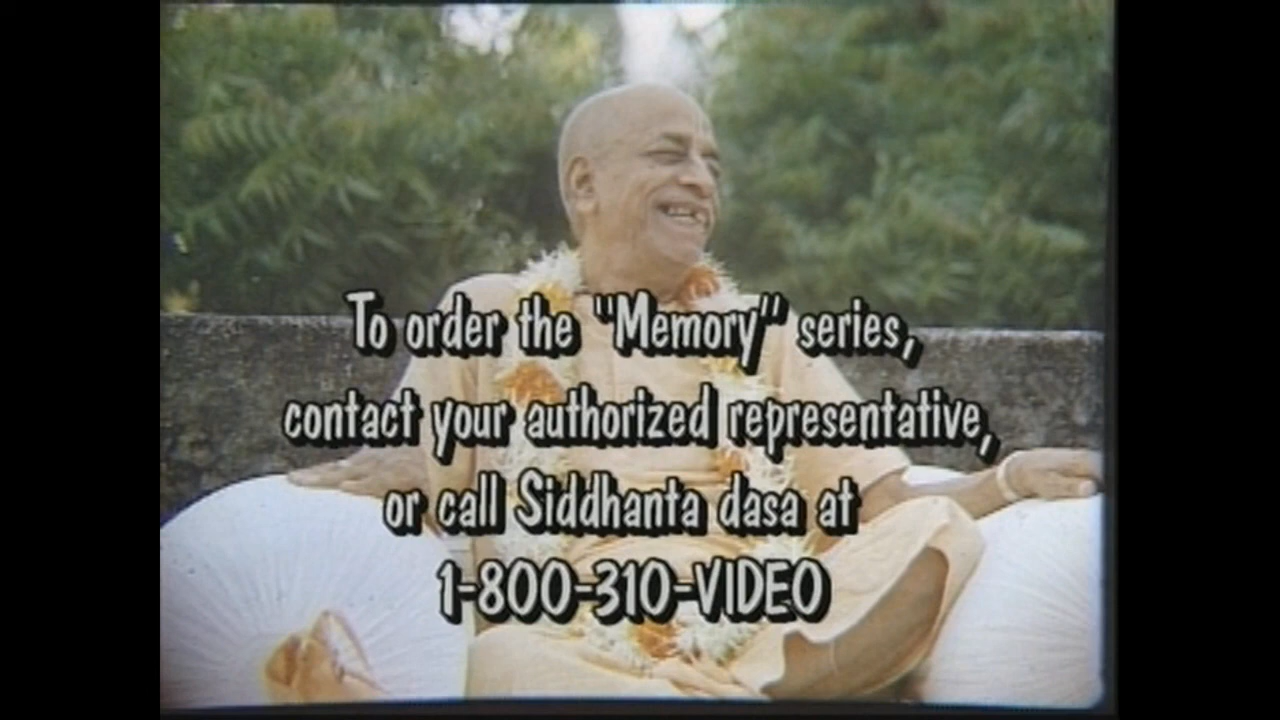 To order the "Memory" series,
contact your authorized representative,
or call Siddhanta dasa at
1-800-310-VIDEO